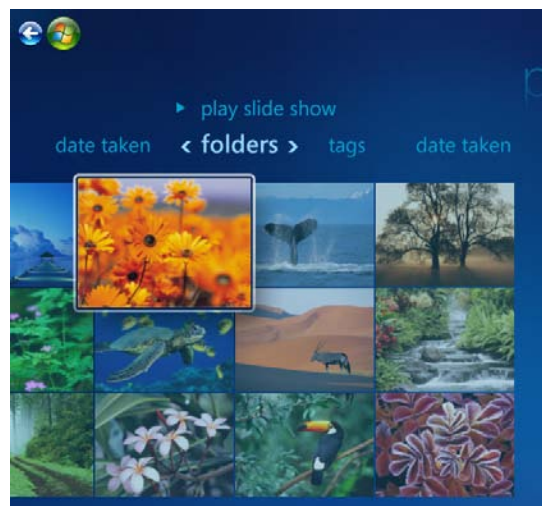 play slide show
date taken < folders > tags date taken